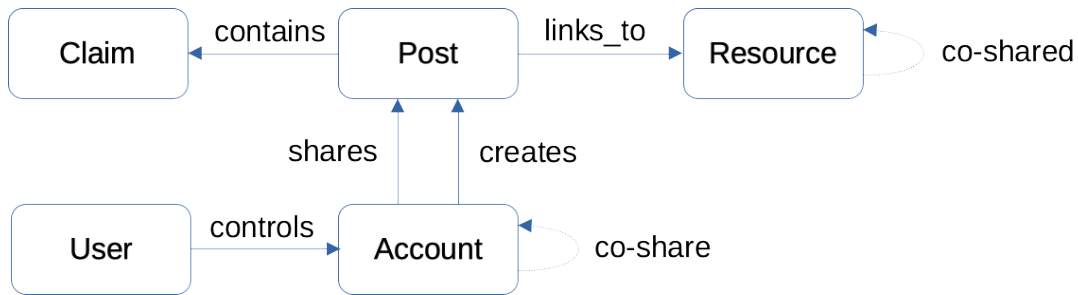 Claim
contains
Post
links_to
Resource
co-shared
shares
creates
User
controls
Account
co-share